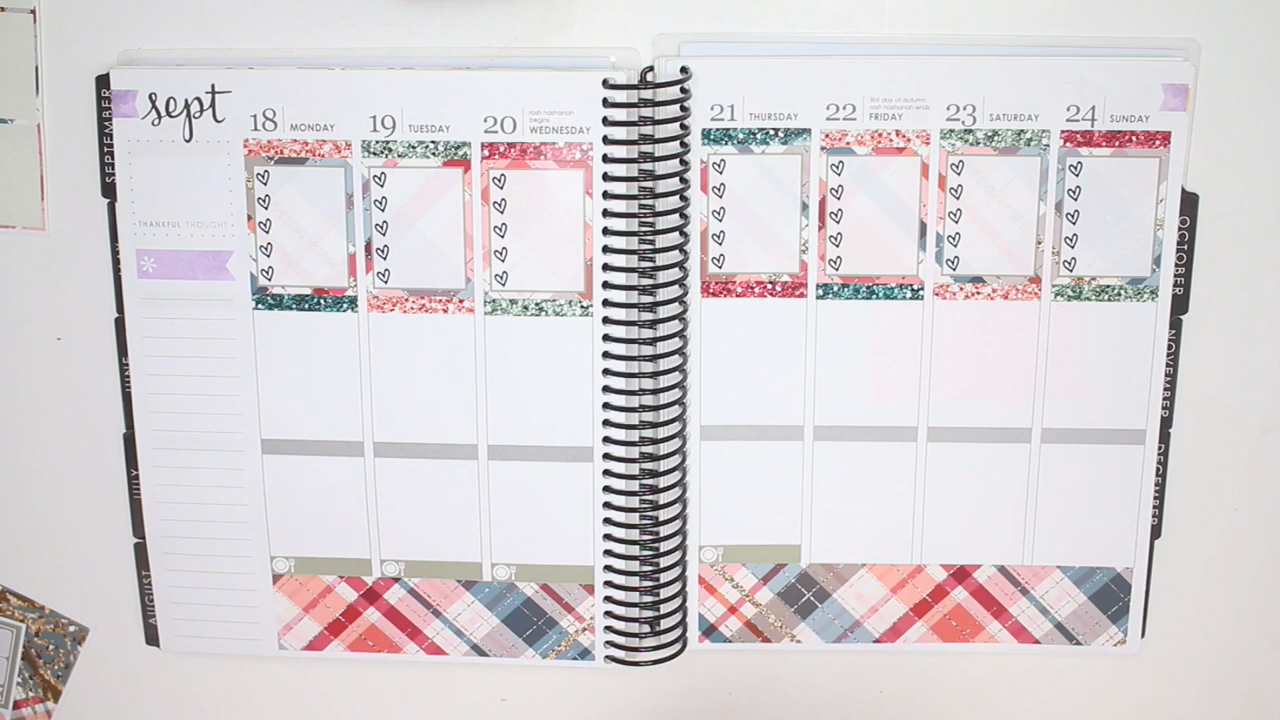 sept
18 MONDAY
19 TUESDAY
20 rosh hashanah
begins
WEDNESDAY
21 THURSDAY
22 first day of autumn
rosh hashanah ends
FRIDAY
23 SATURDAY
24 SUNDAY
THANKFUL THOUGHT
SEPTEMBER
JUNE
JULY
AUGUST
OCTOBER
NOVEMBER
DECEMBER